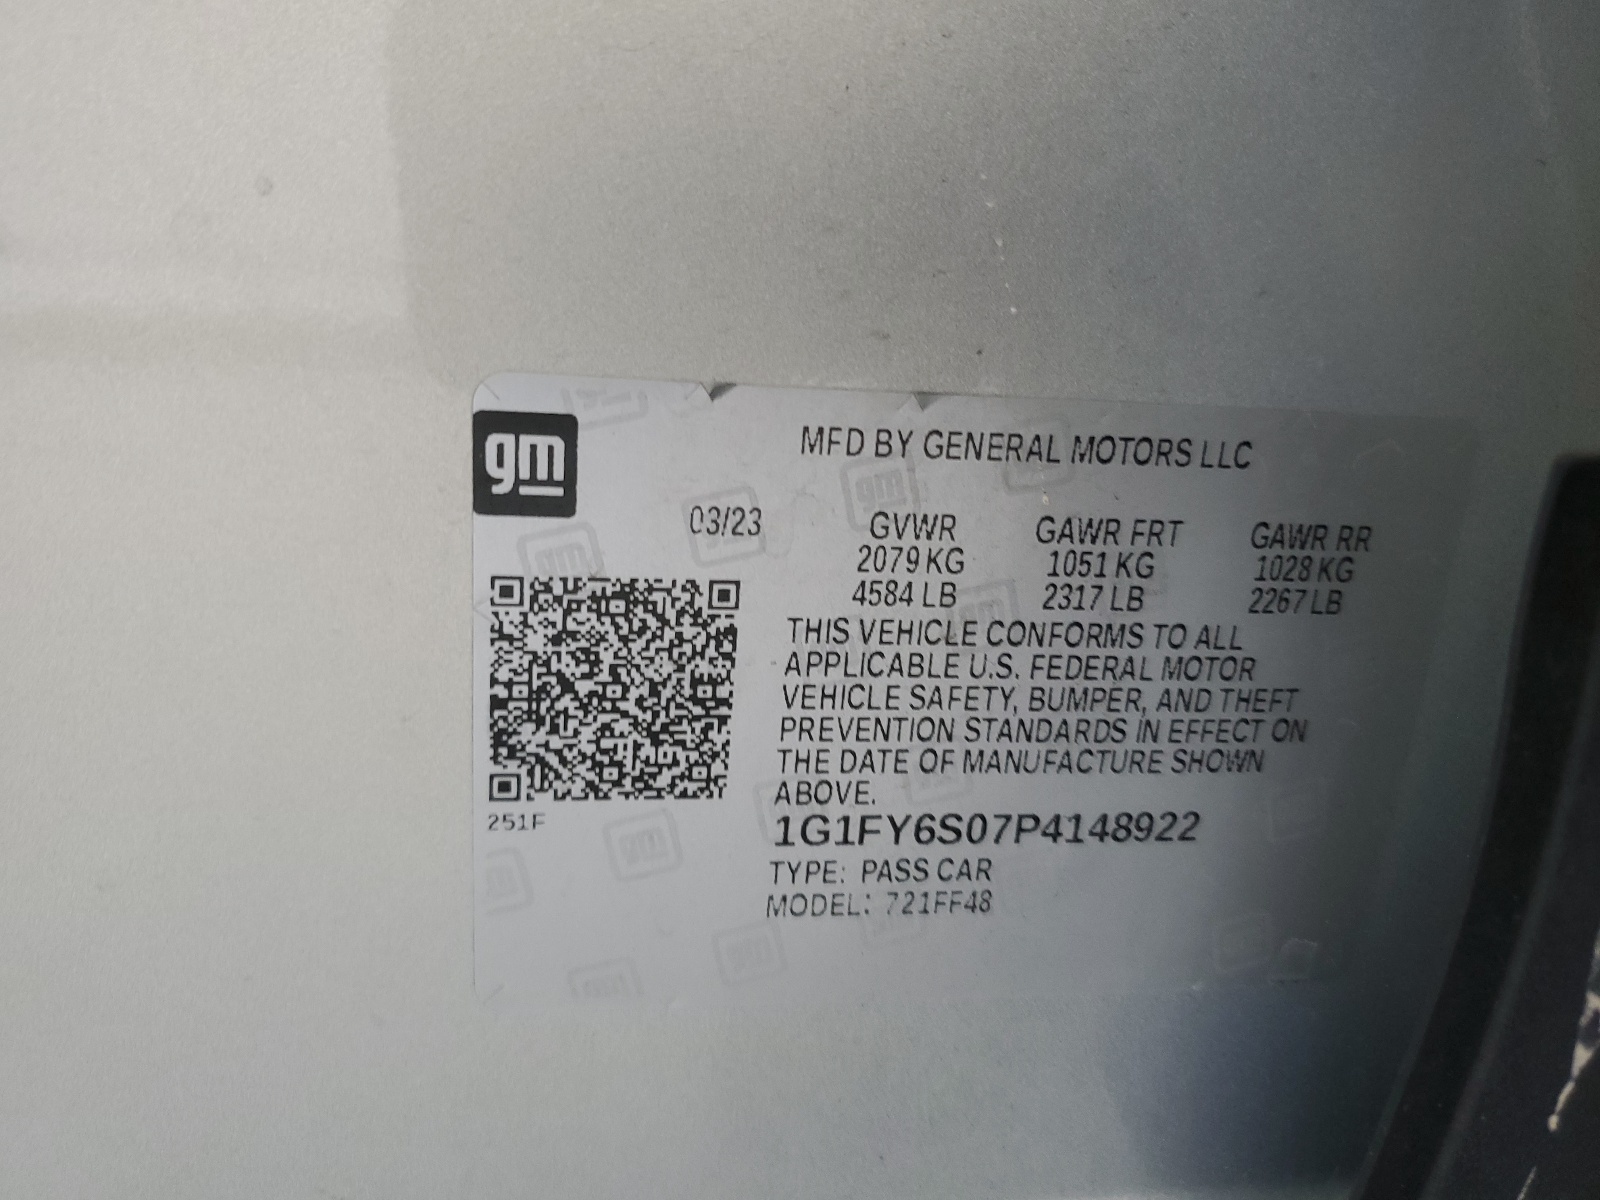 gm
MFD BY GENERAL MOTORS LLC
03/23 GVWR GAWR FRT GAWR RR
2079 KG 1051 KG 1028 KG
4584 LB 2317 LB 2267 LB
THIS VEHICLE CONFORMS TO ALL
APPLICABLE U.S. FEDERAL MOTOR
VEHICLE SAFETY, BUMPER, AND THEFT
PREVENTION STANDARDS IN EFFECT ON
THE DATE OF MANUFACTURE SHOWN
ABOVE.
251F
1G1FY6S07P4148922
TYPE: PASS CAR
MODEL: 721FF48